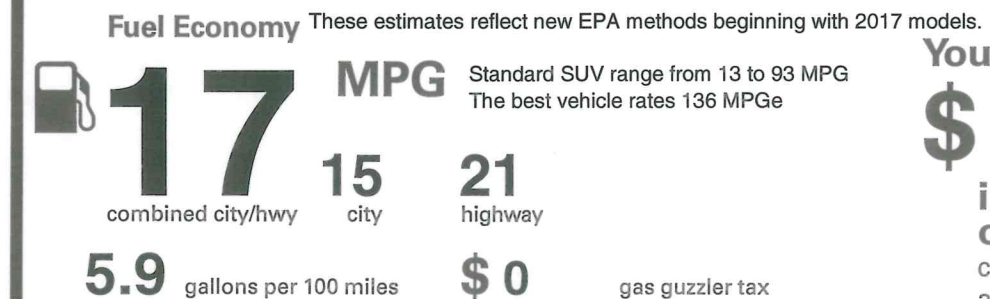 Fuel Economy These estimates reflect new EPA methods beginning with 2017 models.
You
17 MPG Standard SUV range from 13 to 93 MPG
The best vehicle rates 136 MPGe
$
15 21
combined city/hwy city highway
5.9 gallons per 100 miles $ 0 gas guzzler tax